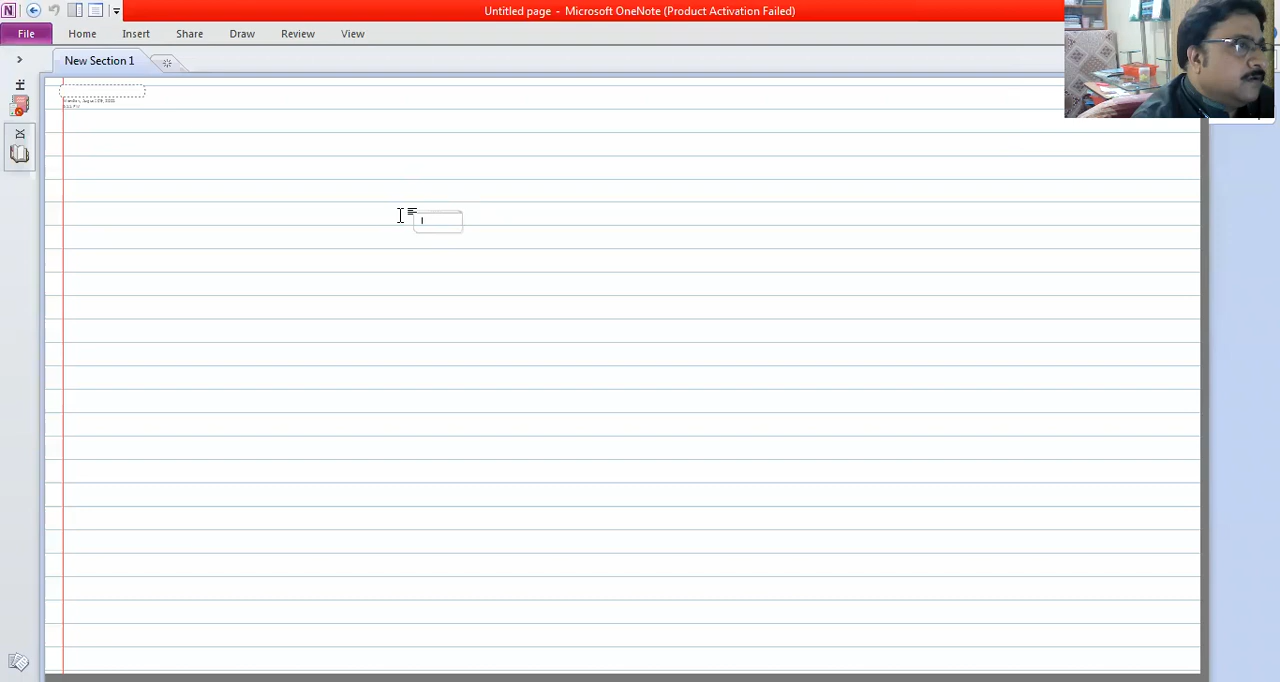 Untitled page - Microsoft OneNote (Product Activation Failed)
File Home Insert Share Draw Review View
New Section 1